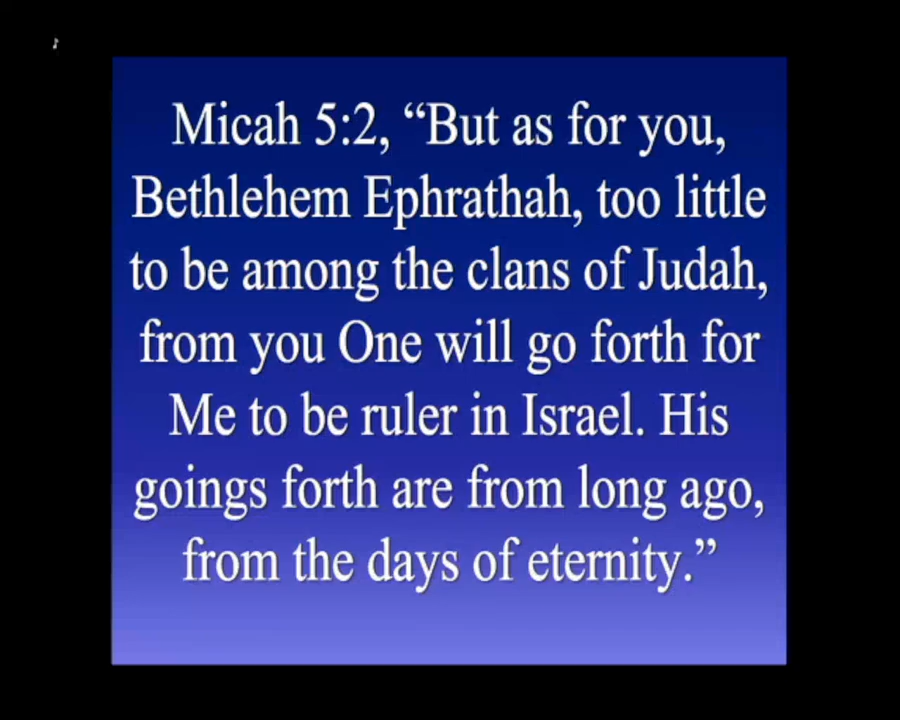 Micah 5:2, “But as for you,
Bethlehem Ephrathah, too little
to be among the clans of Judah,
from you One will go forth for
Me to be ruler in Israel. His
goings forth are from long ago,
from the days of eternity.”